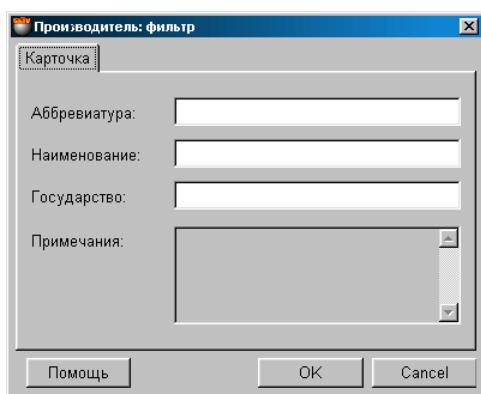 Производитель: фильтр
Карточка
Аббревиатура:
Наименование:
Государство:
Примечания:
Помощь
OK
Cancel